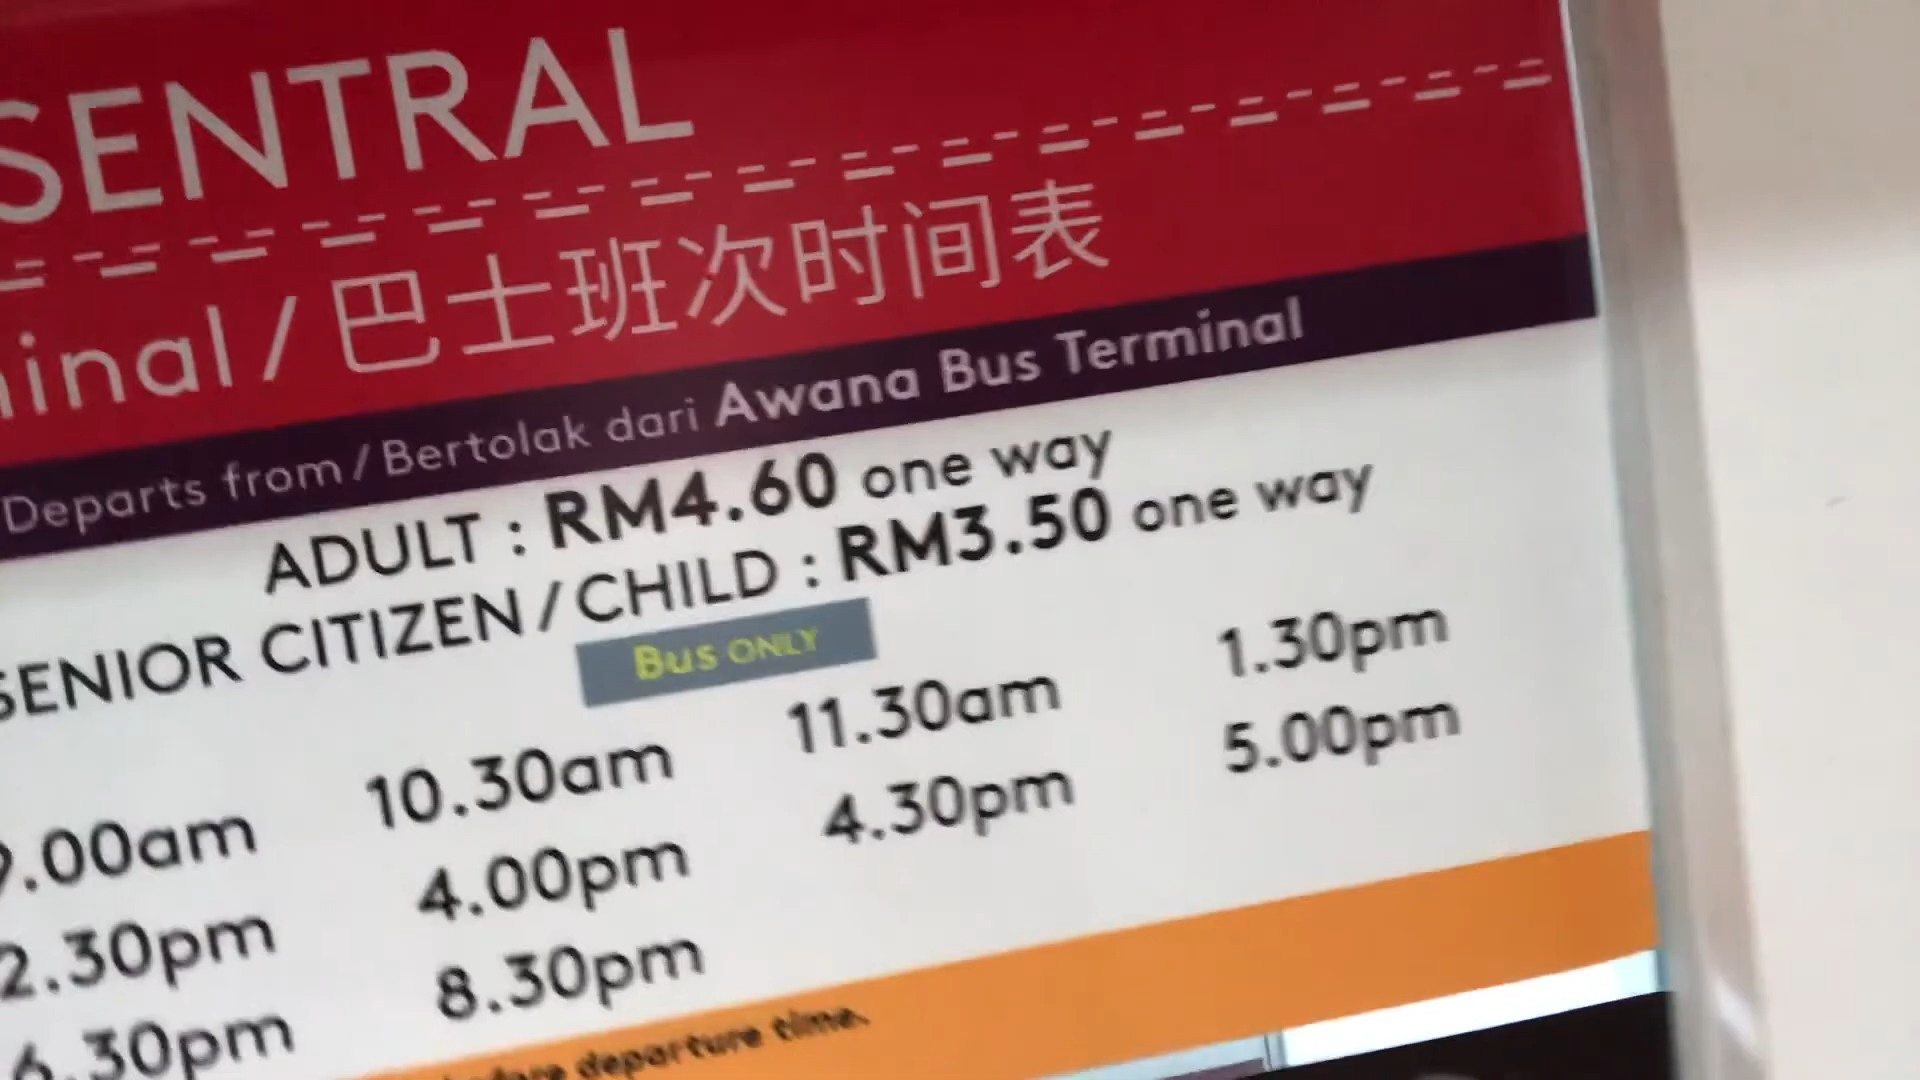 SENTRAL
inal / 巴士班次时间表
Departs from / Bertolak dari Awana Bus Terminal
ADULT : RM4.60 one way
SENIOR CITIZEN / CHILD : RM3.50 one way
Bus ONLY
.00am 10.30am 11.30am 1.30pm
2.30pm 4.00pm 4.30pm 5.00pm
6.30pm 8.30pm
before departure time.